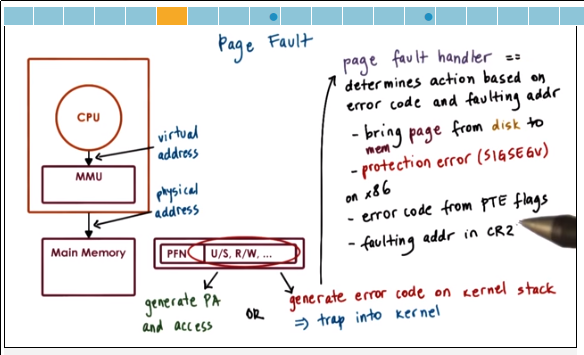 Page Fault
CPU
virtual
address
MMU
physical
address
Main Memory
PFN U/S, R/W, ...
generate PA
and access
OR
generate error code on kernel stack
⇒ trap into kernel
page fault handler ==
determines action based on
error code and faulting addr
- bring page from disk to
mem
- protection error (SIGSEGV)
on x86
- error code from PTE flags
- faulting addr in CR2